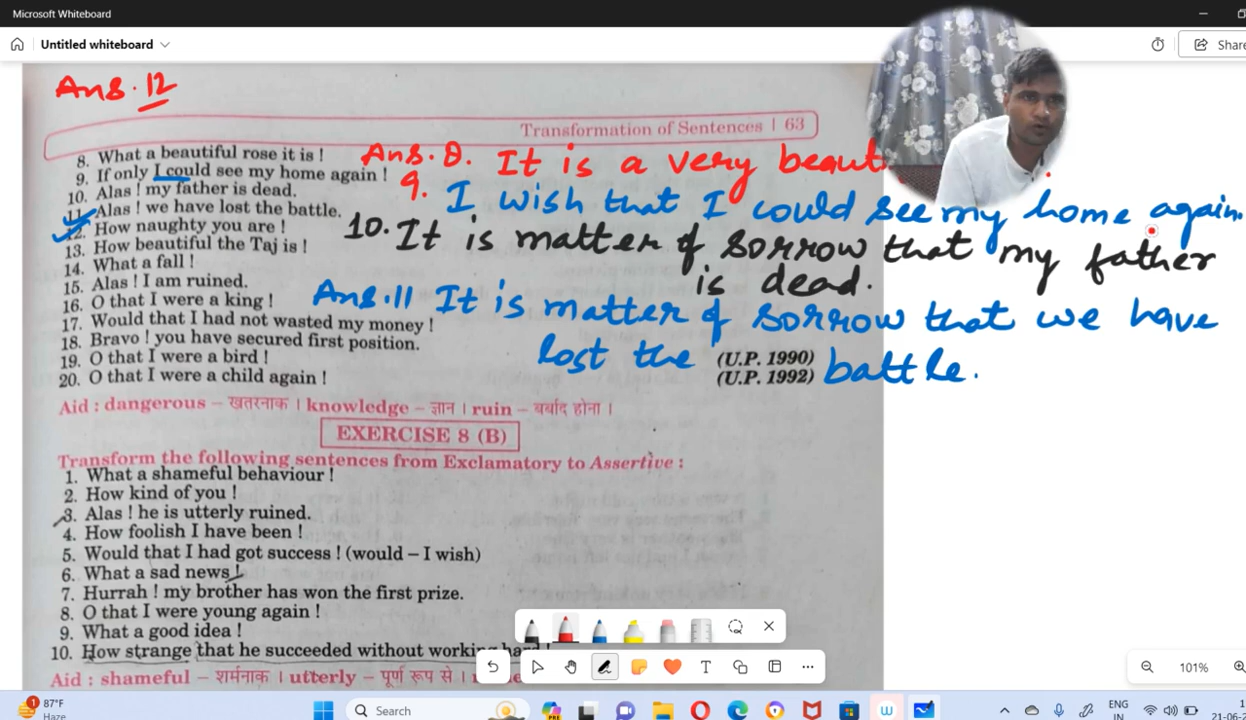 Microsoft Whiteboard
Untitled whiteboard
Share
Ans. 12
Transformation of Sentences | 63
8. What a beautiful rose it is !
Ans. 8. It is a very
9. If only I could see my home again !
9. I wish that I could see my home again.
10. Alas ! my father is dead.
10. It is matter of sorrow that my father
is dead.
11. Alas ! we have lost the battle.
Ans. 11 It is matter of sorrow that we have
lost the battle.
12. How naughty you are !
13. How beautiful the Taj is !
14. What a fall !
15. Alas ! I am ruined.
16. O that I were a king !
17. Would that I had not wasted my money !
18. Bravo ! you have secured first position.
19. O that I were a bird ! (U.P. 1990)
20. O that I were a child again ! (U.P. 1992)
Aid : dangerous – खतरनाक । knowledge – ज्ञान । ruin – बर्बाद होना ।
EXERCISE 8 (B)
Transform the following sentences from Exclamatory to Assertive :
1. What a shameful behaviour !
2. How kind of you !
3. Alas ! he is utterly ruined.
4. How foolish I have been !
5. Would that I had got success ! (would – I wish)
6. What a sad news !
7. Hurrah ! my brother has won the first prize.
8. O that I were young again !
9. What a good idea !
10. How strange that he succeeded without working
Aid : shameful – शर्मनाक । utterly – पूर्ण रूप से ।
101%
87°F
Haze
Search
ENG
IN